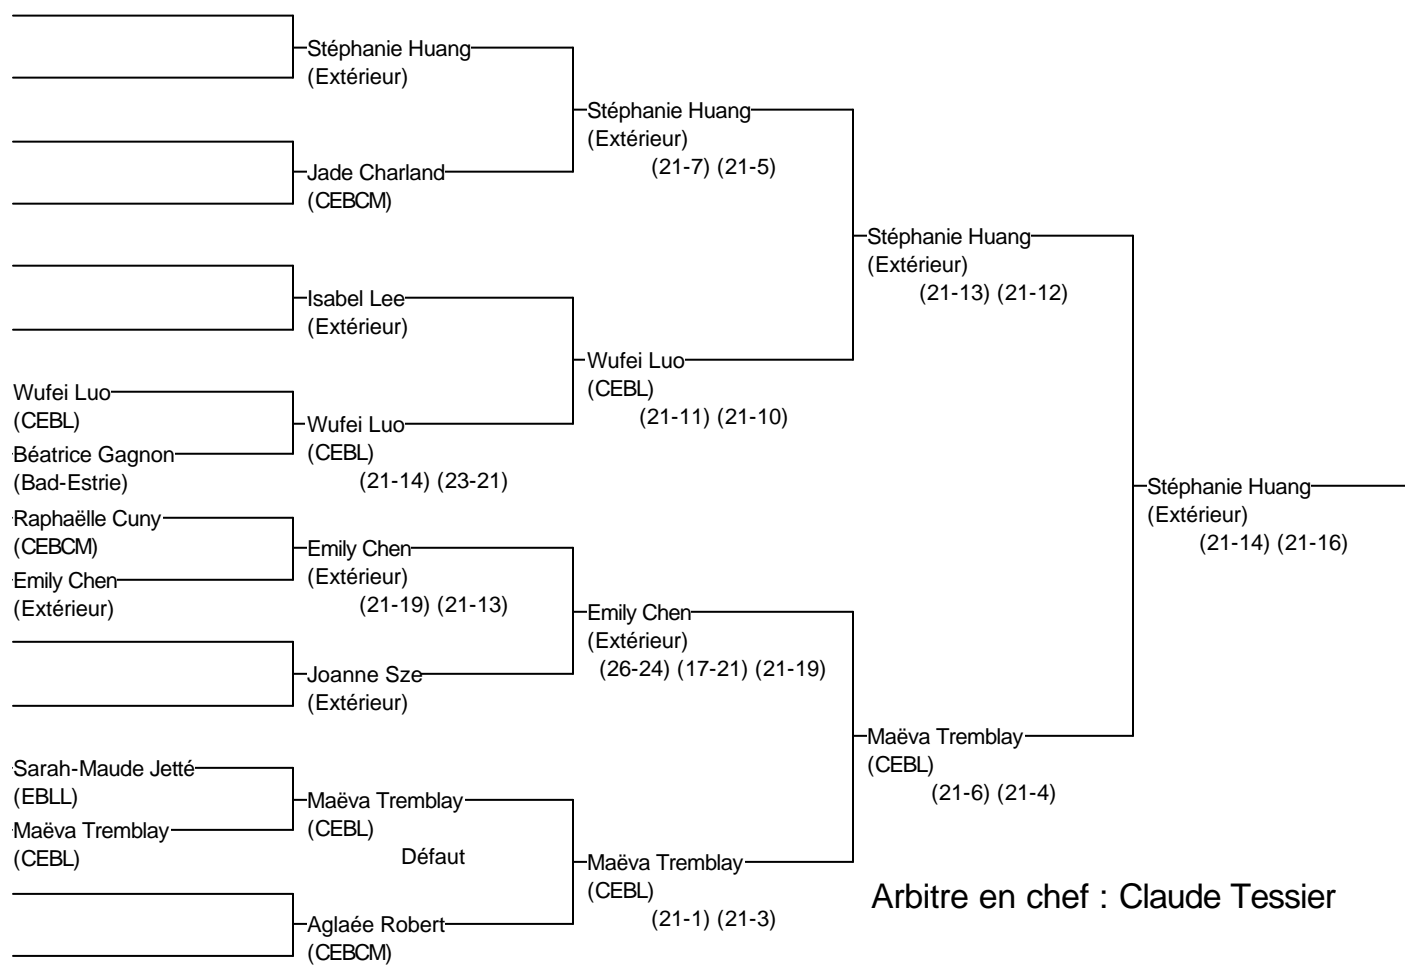 Stéphanie Huang
(Extérieur)
Jade Charland
(CEBCM)
Isabel Lee
(Extérieur)
Wufei Luo
(CEBL)
Béatrice Gagnon
(Bad-Estrie)
Wufei Luo
(CEBL)
(21-14) (23-21)
Raphaëlle Cuny
(CEBCM)
Emily Chen
(Extérieur)
Emily Chen
(Extérieur)
(21-19) (21-13)
Joanne Sze
(Extérieur)
Sarah-Maude Jetté
(EBLL)
Maëva Tremblay
(CEBL)
Maëva Tremblay
(CEBL)
Défaut
Aglaée Robert
(CEBCM)
Stéphanie Huang
(Extérieur)
(21-7) (21-5)
Wufei Luo
(CEBL)
(21-11) (21-10)
Emily Chen
(Extérieur)
(26-24) (17-21) (21-19)
Maëva Tremblay
(CEBL)
(21-1) (21-3)
Stéphanie Huang
(Extérieur)
(21-13) (21-12)
Maëva Tremblay
(CEBL)
(21-6) (21-4)
Stéphanie Huang
(Extérieur)
(21-14) (21-16)
Arbitre en chef : Claude Tessier